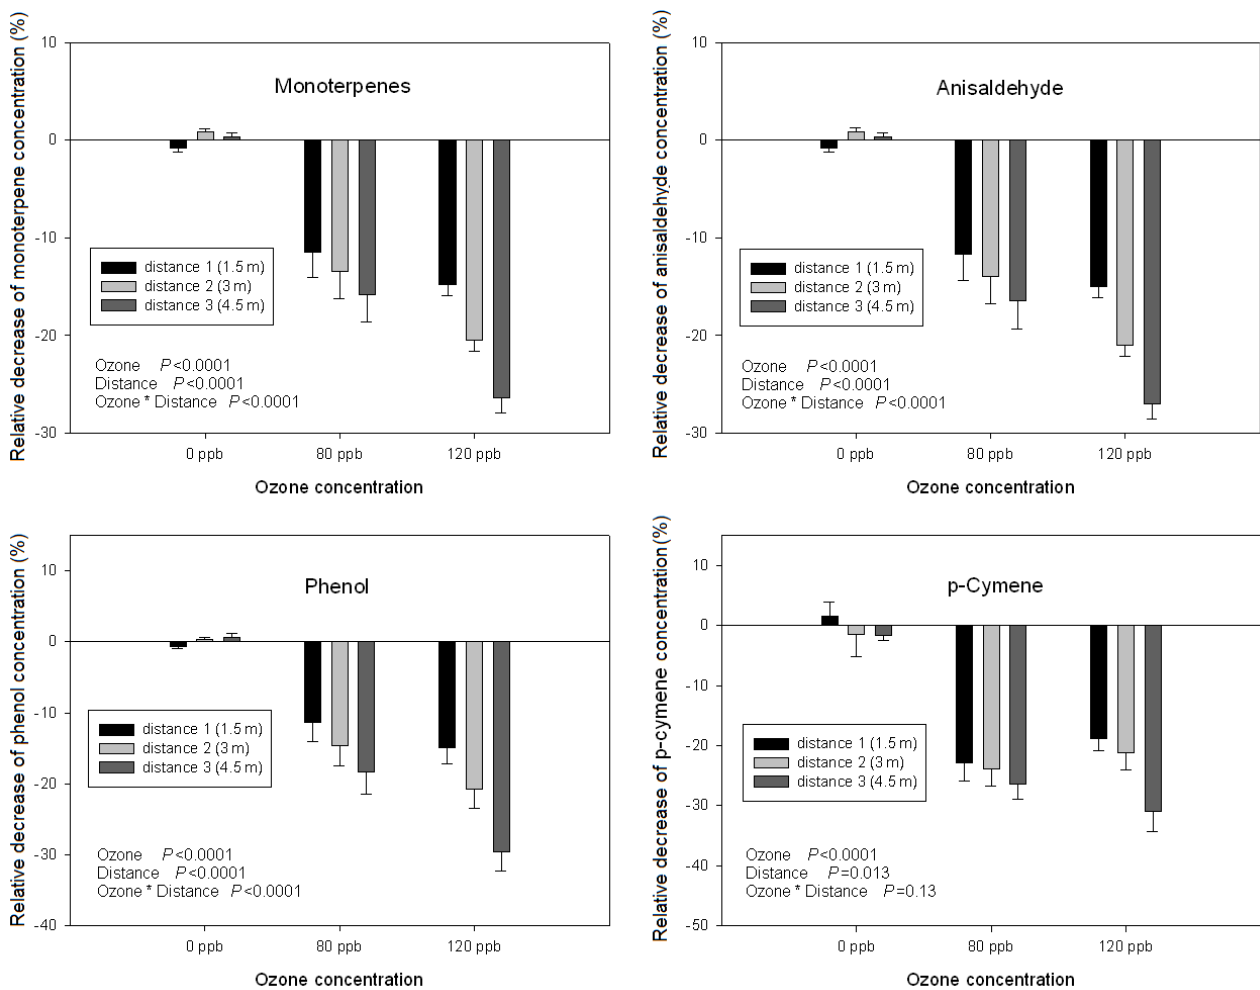 Relative decrease of monoterpene concentration (%)
10
0
-10
-20
-30
Monoterpenes
distance 1 (1.5 m)
distance 2 (3 m)
distance 3 (4.5 m)
Ozone P<0.0001
Distance P<0.0001
Ozone * Distance P<0.0001
0 ppb 80 ppb 120 ppb
Ozone concentration
Relative decrease of anisaldehyde concentration (%)
10
0
-10
-20
-30
Anisaldehyde
distance 1 (1.5 m)
distance 2 (3 m)
distance 3 (4.5 m)
Ozone P<0.0001
Distance P<0.0001
Ozone * Distance P<0.0001
0 ppb 80 ppb 120 ppb
Ozone concentration
Relative decrease of phenol concentration (%)
10
0
-10
-20
-30
-40
Phenol
distance 1 (1.5 m)
distance 2 (3 m)
distance 3 (4.5 m)
Ozone P<0.0001
Distance P<0.0001
Ozone * Distance P<0.0001
0 ppb 80 ppb 120 ppb
Ozone concentration
Relative decrease of p-cymene concentration (%)
10
0
-10
-20
-30
-40
-50
p-Cymene
distance 1 (1.5 m)
distance 2 (3 m)
distance 3 (4.5 m)
Ozone P<0.0001
Distance P=0.013
Ozone * Distance P=0.13
0 ppb 80 ppb 120 ppb
Ozone concentration